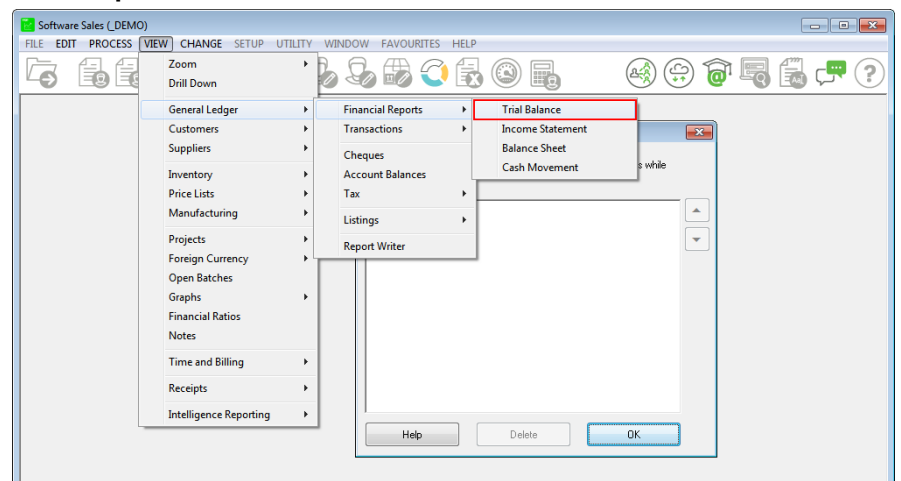 Software Sales (_DEMO)
FILE EDIT PROCESS VIEW CHANGE SETUP UTILITY WINDOW FAVOURITES HELP
Zoom
Drill Down
General Ledger
Customers
Suppliers
Inventory
Price Lists
Manufacturing
Projects
Foreign Currency
Open Batches
Graphs
Financial Ratios
Notes
Time and Billing
Receipts
Intelligence Reporting
Financial Reports
Transactions
Cheques
Account Balances
Tax
Listings
Report Writer
Trial Balance
Income Statement
Balance Sheet
Cash Movement
s while
Help Delete OK